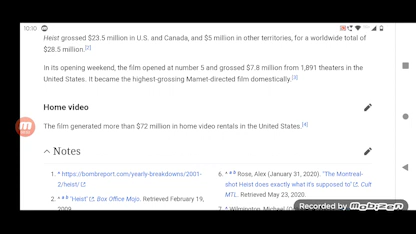 10:10
Heist grossed $23.5 million in U.S. and Canada, and $5 million in other territories, for a worldwide total of
$28.5 million.[2]
In its opening weekend, the film opened at number 5 and grossed $7.8 million from 1,891 theaters in the
United States. It became the highest-grossing Mamet-directed film domestically.[3]
Home video
The film generated more than $72 million in home video rentals in the United States.[4]
Notes
1. ^ https://bombreport.com/yearly-breakdowns/2001-
2/heist/
2. ^ a b "Heist". Box Office Mojo. Retrieved February 19,
2009.
6. ^ a b Rose, Alex (January 31, 2020). "The Montreal-
shot Heist does exactly what it's supposed to". Cult
MTL. Retrieved May 23, 2020.
7. ^ Wilmington, Michael
Recorded by Mobizen